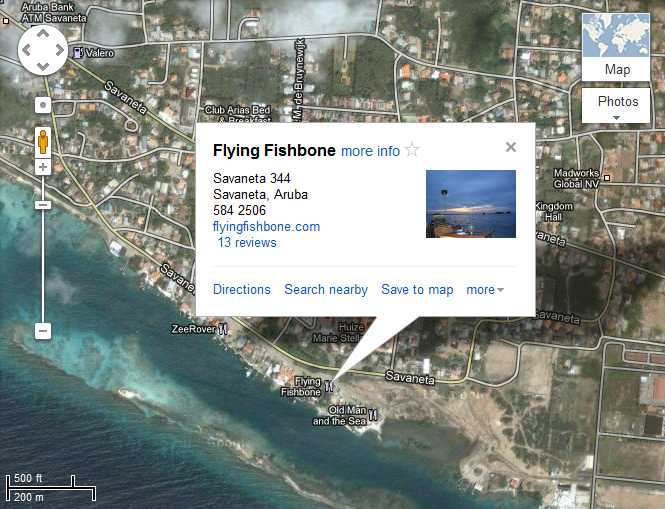 Aruba Bank
ATM Savaneta
Valero
Savaneta
Club Arias Bed
& Breakfast
M. de Bruynewijk
Map
Photos
Flying Fishbone more info
Savaneta 344
Savaneta, Aruba
584 2506
flyingfishbone.com
13 reviews
Directions Search nearby Save to map more
Madworks
Global NV
Kingdom
Hall
Savaneta
Savaneta
Savaneta
ZeeRover
Huize
Marie Stella
Flying
Fishbone
Savaneta
Old Man
and the Sea
500 ft
200 m